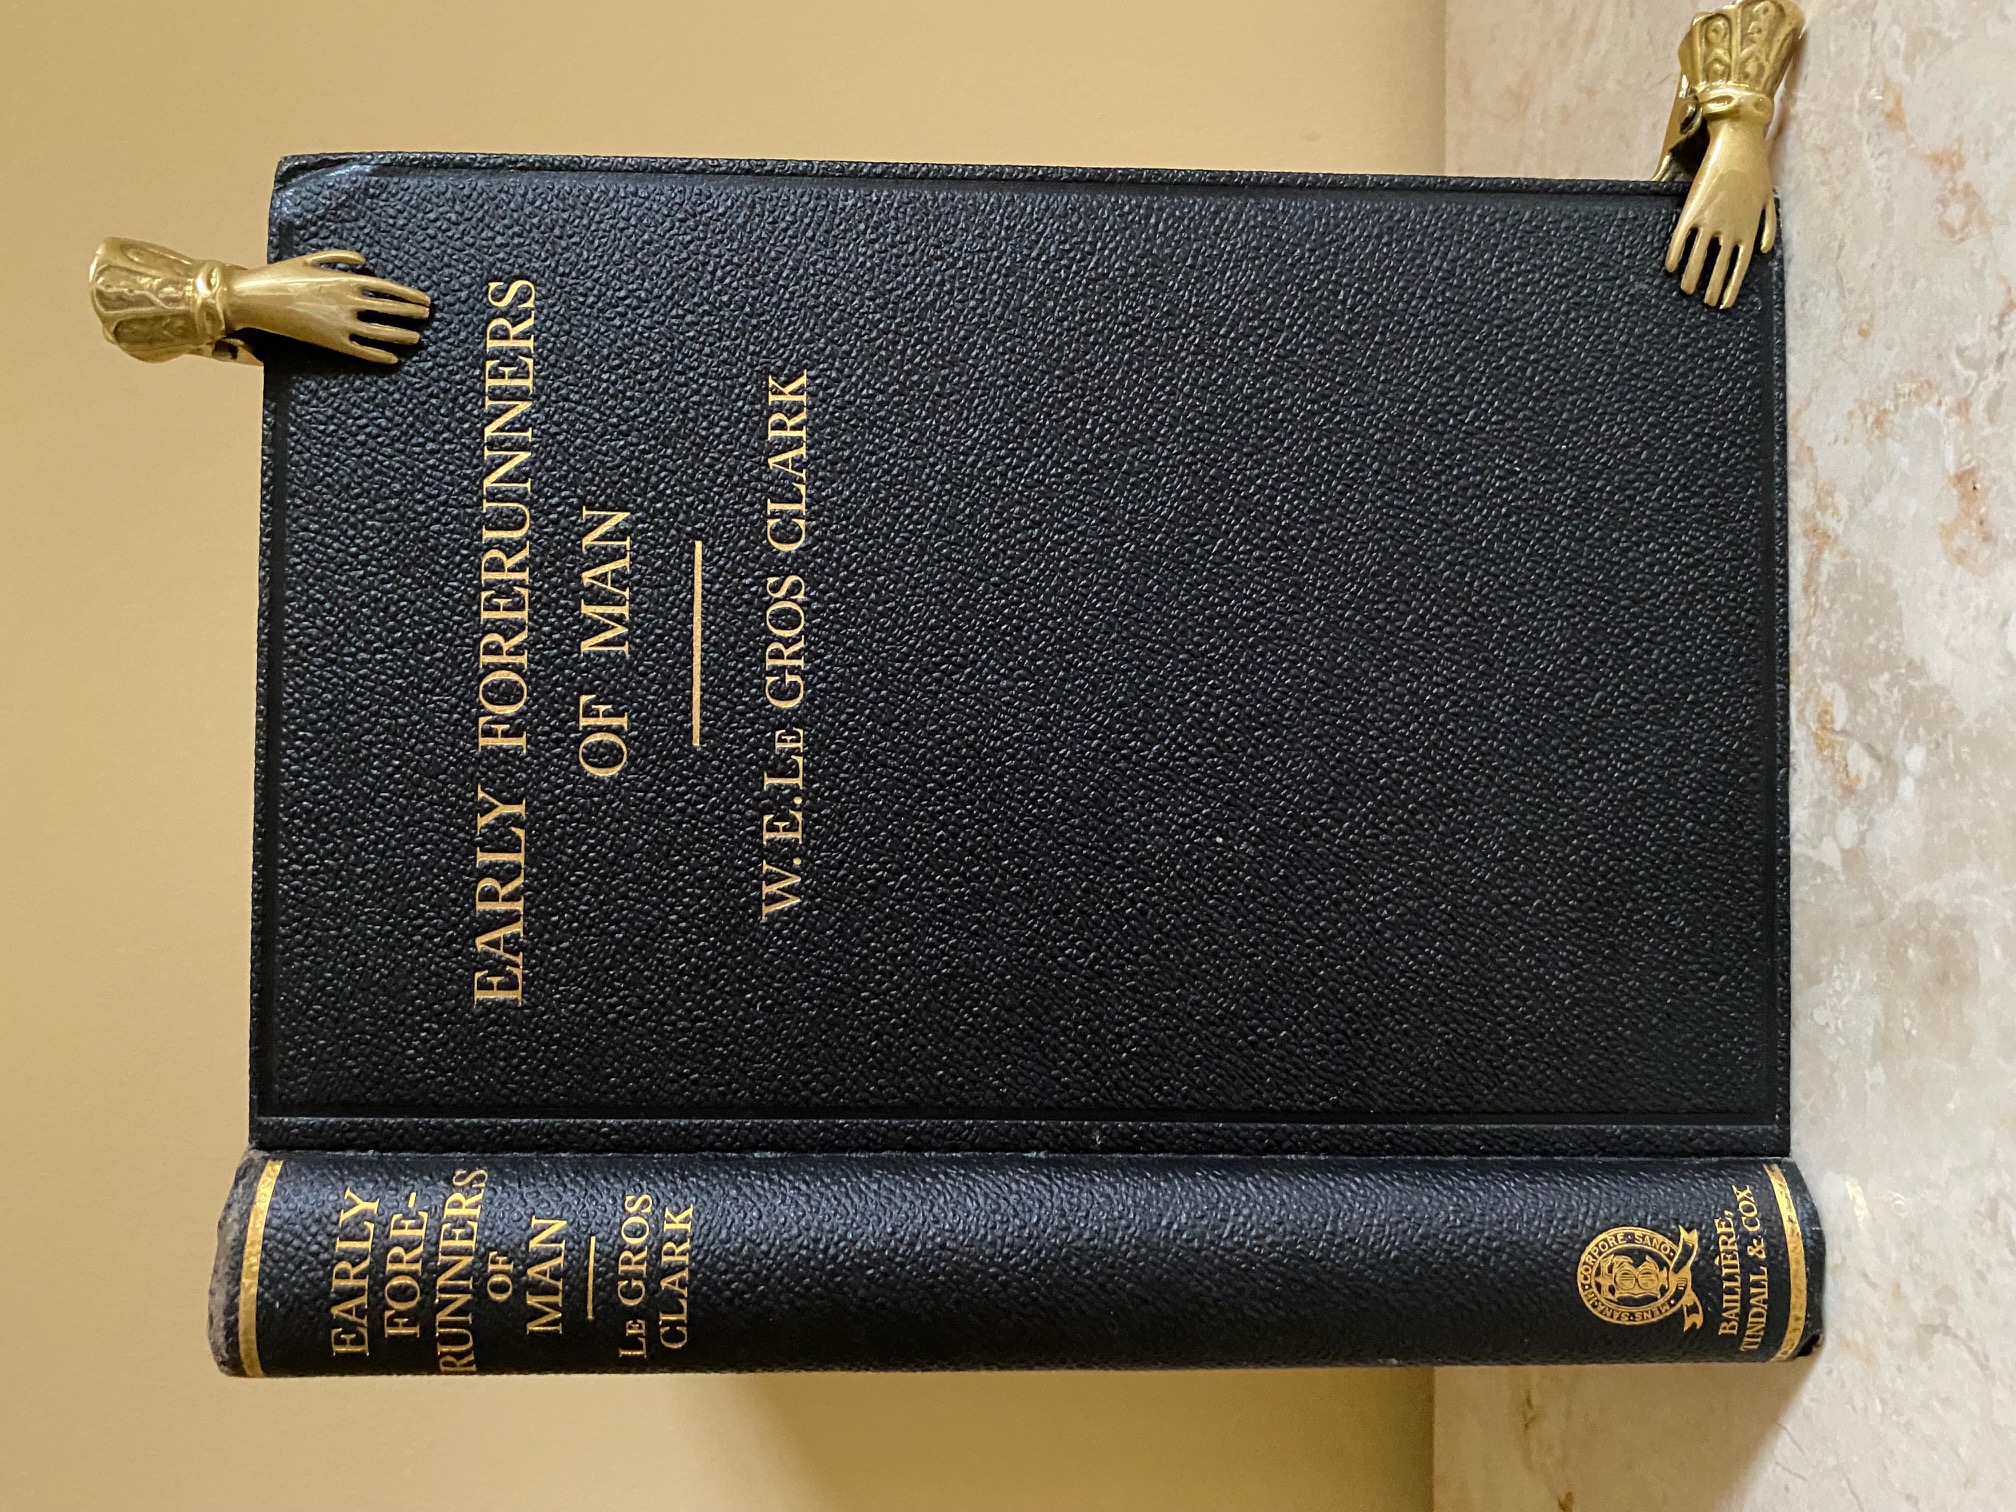 EARLY FORERUNNERS
OF MAN
W.E.LE GROS CLARK
EARLY
FORE-
RUNNERS
OF
MAN
LE GROS
CLARK
MENS·SANA·IN·CORPORE·SANO
BAILLIÈRE,
TINDALL & COX